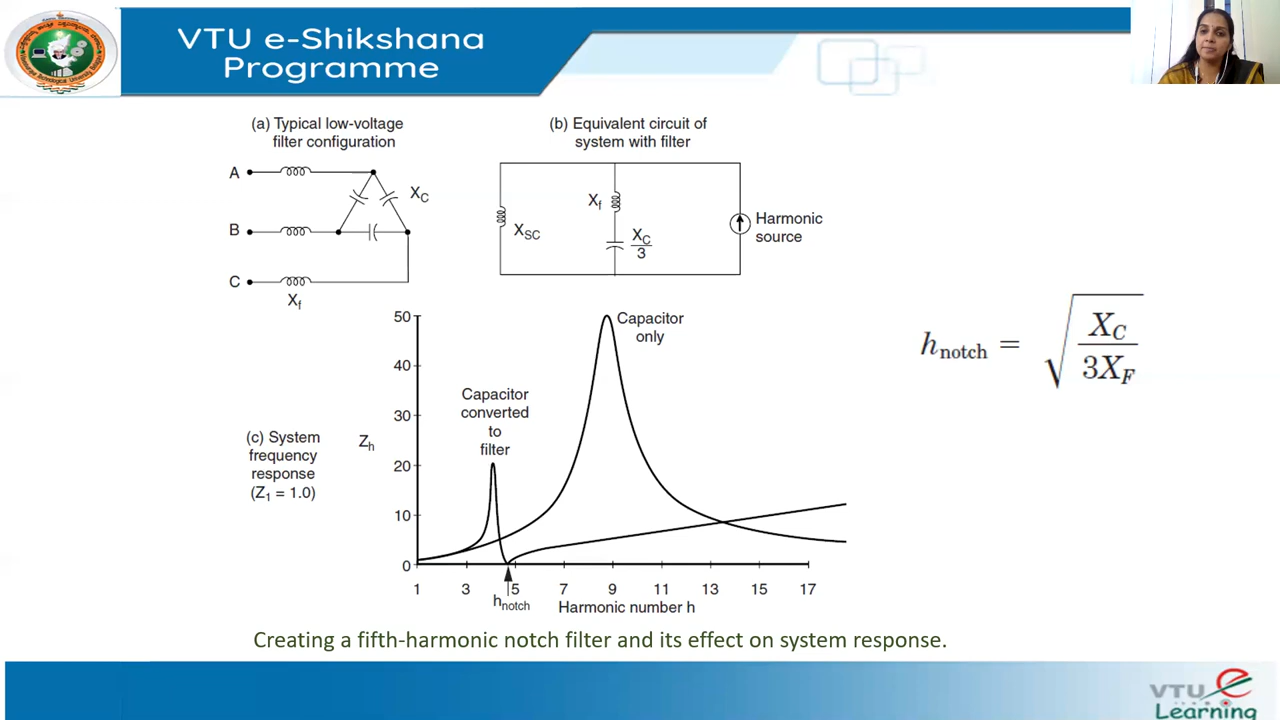 VTU e-Shikshana
Programme
(a) Typical low-voltage
filter configuration
A
B
C
X_C
X_f
(b) Equivalent circuit of
system with filter
X_f
X_SC
X_C
3
Harmonic
source
h_notch = √ X_C
3X_F
(c) System
frequency
response
(Z_1 = 1.0)
Z_h
50
40
30
20
10
0
Capacitor
only
Capacitor
converted
to
filter
1 3 5 7 9 11 13 15 17
h_notch
Harmonic number h
Creating a fifth-harmonic notch filter and its effect on system response.
VTU
Learning